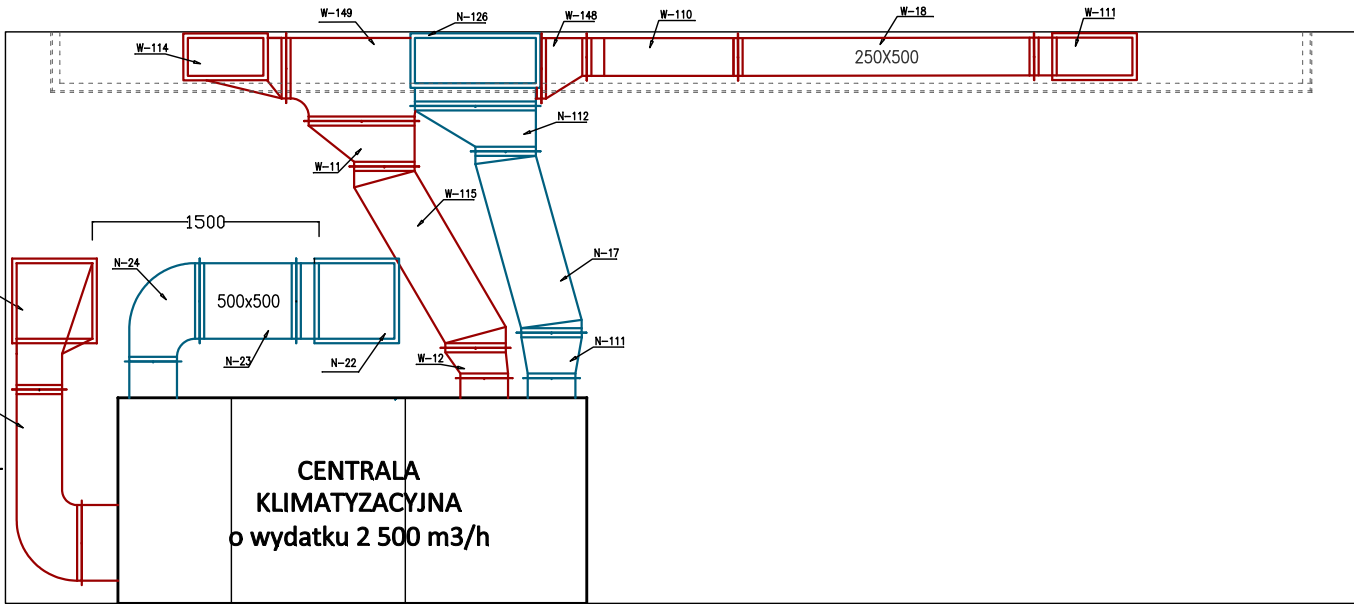 W-149
N-126
W-148
W-110
W-18
W-111
W-114
250X500
N-112
W-11
W-115
1500
N-24
N-17
500x500
N-23
N-22
W-12
N-111
CENTRALA
KLIMATYZACYJNA
o wydatku 2 500 m3/h